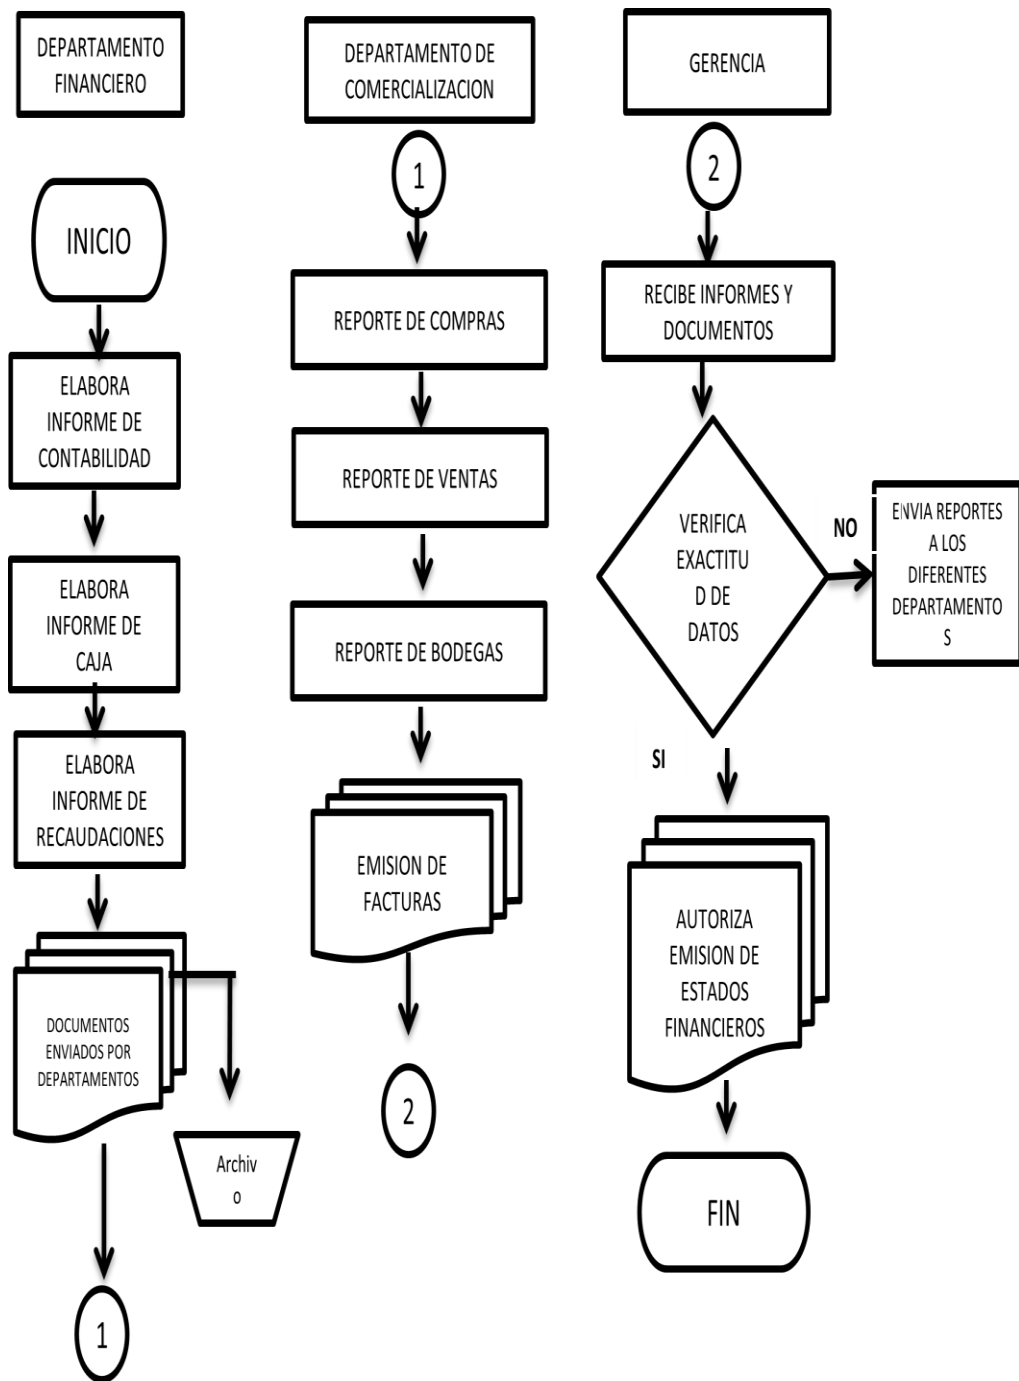 DEPARTAMENTO
FINANCIERO
INICIO
ELABORA
INFORME DE
CONTABILIDAD
ELABORA
INFORME DE
CAJA
ELABORA
INFORME DE
RECAUDACIONES
DOCUMENTOS
ENVIADOS POR
DEPARTAMENTOS
Archiv
o
1
DEPARTAMENTO DE
COMERCIALIZACION
1
REPORTE DE COMPRAS
REPORTE DE VENTAS
REPORTE DE BODEGAS
EMISION DE
FACTURAS
2
GERENCIA
2
RECIBE INFORMES Y
DOCUMENTOS
VERIFICA
EXACTITU
D DE
DATOS
NO
ENVIA REPORTES
A LOS
DIFERENTES
DEPARTAMENTO
S
SI
AUTORIZA
EMISION DE
ESTADOS
FINANCIEROS
FIN